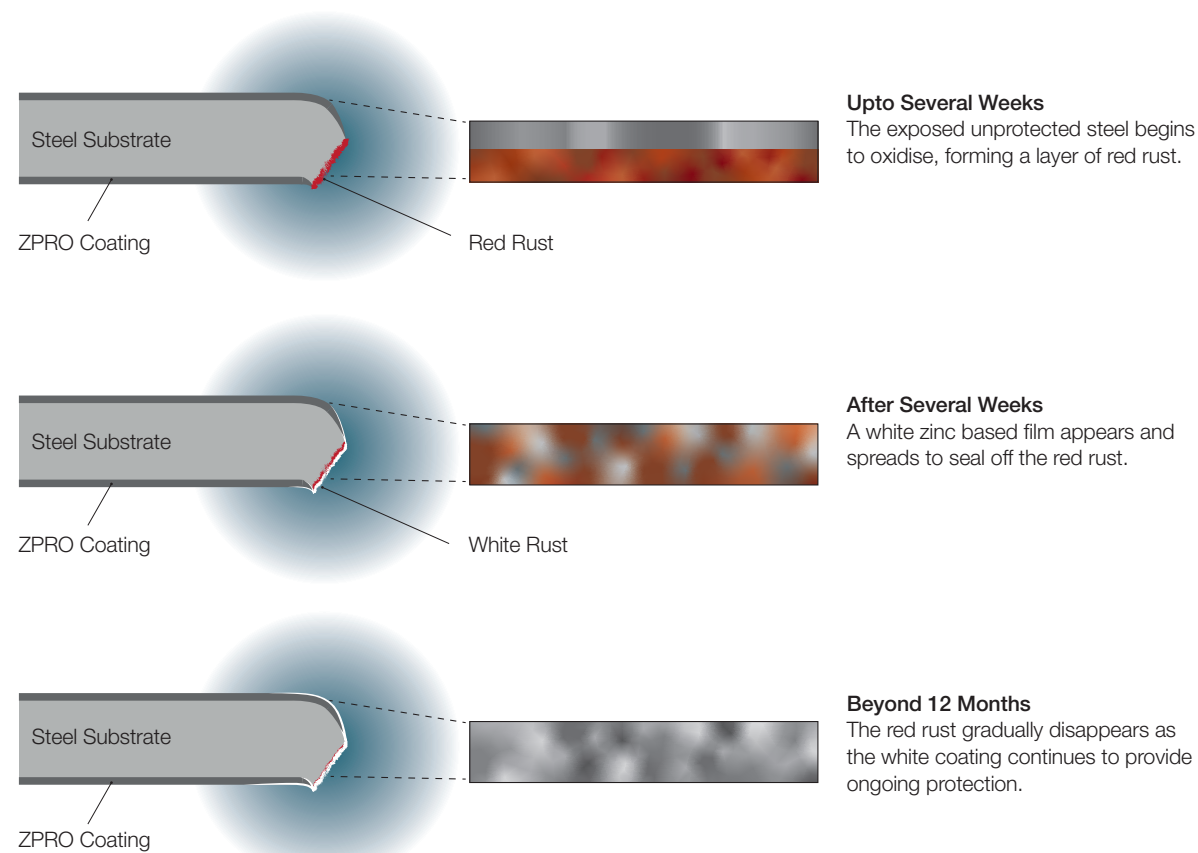 Upto Several Weeks
The exposed unprotected steel begins
to oxidise, forming a layer of red rust.
Steel Substrate
ZPRO Coating
Red Rust
After Several Weeks
A white zinc based film appears and
spreads to seal off the red rust.
Steel Substrate
ZPRO Coating
White Rust
Beyond 12 Months
The red rust gradually disappears as
the white coating continues to provide
ongoing protection.
Steel Substrate
ZPRO Coating